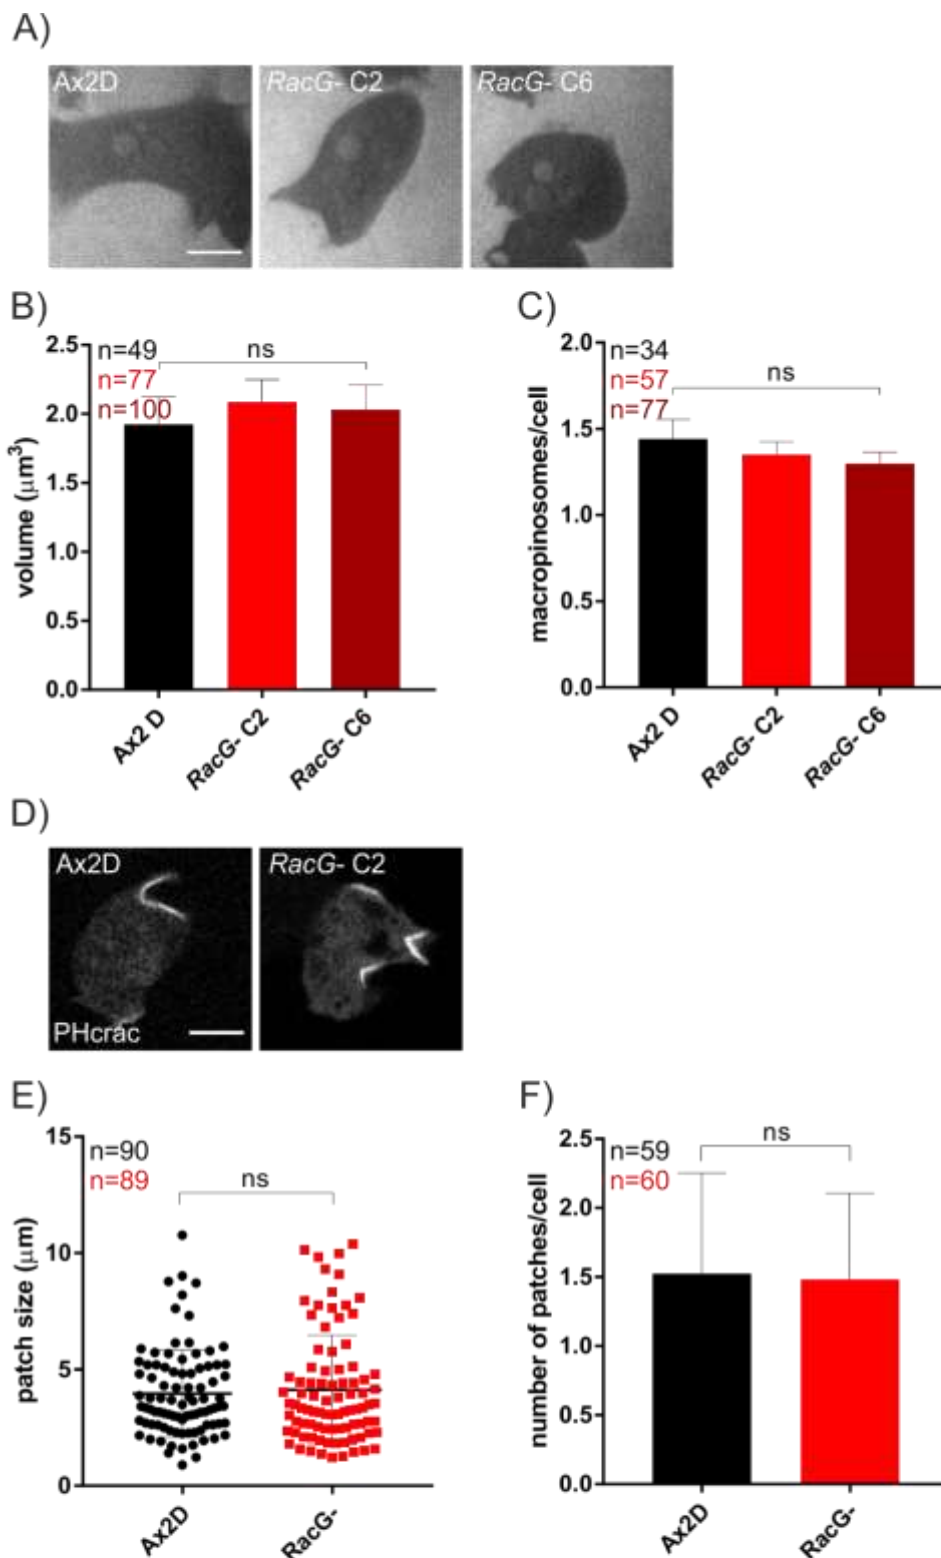 A)
Ax2D
RacG- C2
RacG- C6
B)
n=49
n=77
n=100
ns
2.5
2.0
1.5
1.0
0.5
0.0
volume (μm³)
Ax2 D
RacG- C2
RacG- C6
C)
n=34
n=57
n=77
ns
2.0
1.5
1.0
0.5
0.0
macropinosomes/cell
Ax2 D
RacG- C2
RacG- C6
D)
Ax2D
PHcrac
RacG- C2
E)
n=90
n=89
ns
15
10
5
0
patch size (μm)
Ax2D
RacG-
F)
n=59
n=60
ns
2.5
2.0
1.5
1.0
0.5
0.0
number of patches/cell
Ax2D
RacG-